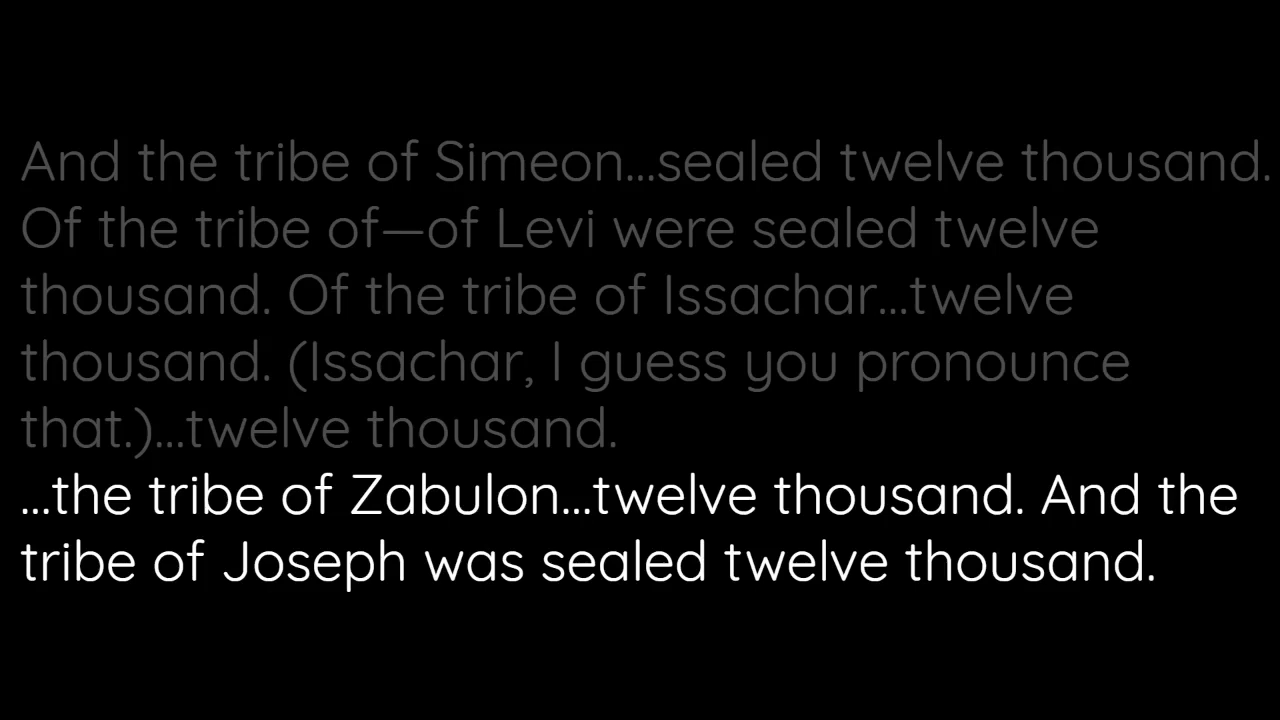 And the tribe of Simeon...sealed twelve thousand.
Of the tribe of—of Levi were sealed twelve
thousand. Of the tribe of Issachar...twelve
thousand. (Issachar, I guess you pronounce
that.)...twelve thousand.
...the tribe of Zabulon...twelve thousand. And the
tribe of Joseph was sealed twelve thousand.